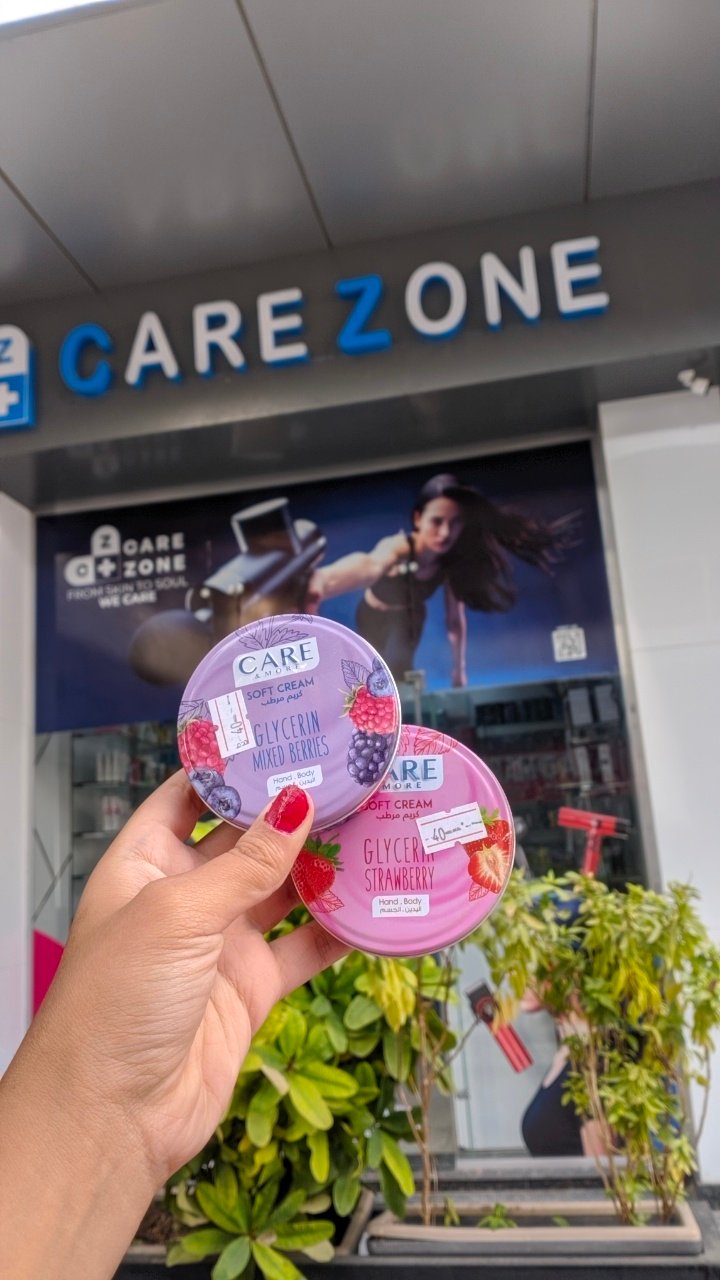 CARE ZONE
Z
CARE
ZONE
FROM SKIN TO SOUL
WE CARE
CARE
& MORE
SOFT CREAM
كريم مرطب
GLYCERIN
MIXED BERRIES
Hand . Body
40
CARE
MORE
SOFT CREAM
كريم مرطب
GLYCERIN
STRAWBERRY
Hand . Body
اليدين . الجسم
40